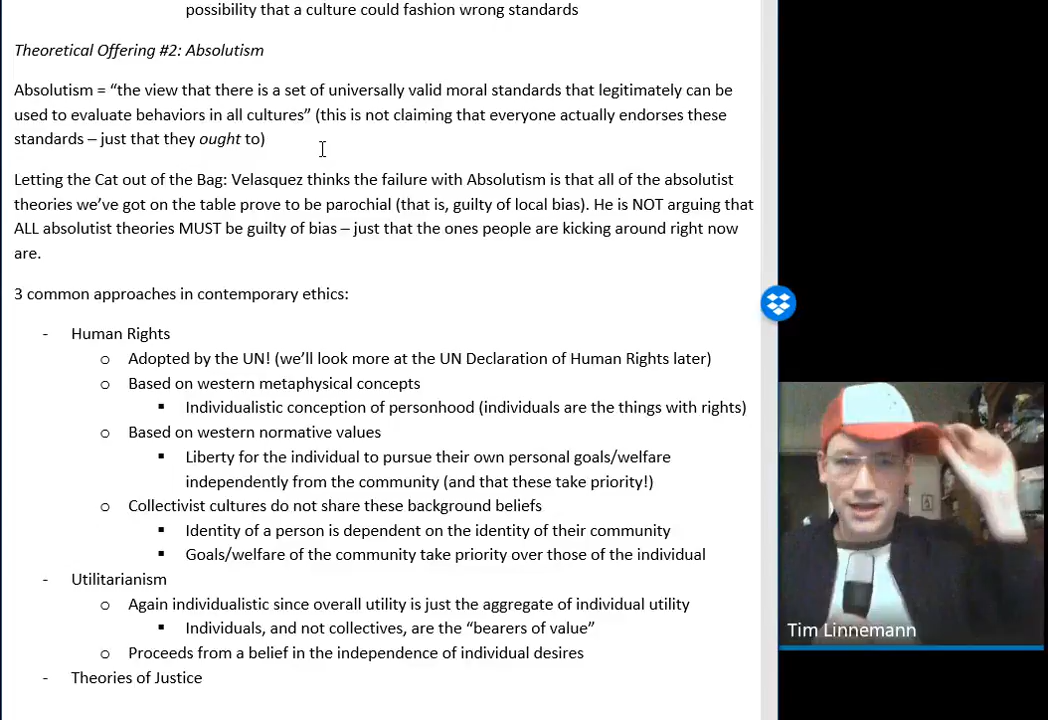 possibility that a culture could fashion wrong standards
Theoretical Offering #2: Absolutism
Absolutism = “the view that there is a set of universally valid moral standards that legitimately can be
used to evaluate behaviors in all cultures” (this is not claiming that everyone actually endorses these
standards – just that they ought to)
Letting the Cat out of the Bag: Velasquez thinks the failure with Absolutism is that all of the absolutist
theories we’ve got on the table prove to be parochial (that is, guilty of local bias). He is NOT arguing that
ALL absolutist theories MUST be guilty of bias – just that the ones people are kicking around right now
are.
3 common approaches in contemporary ethics:
- Human Rights
o Adopted by the UN! (we’ll look more at the UN Declaration of Human Rights later)
o Based on western metaphysical concepts
▪ Individualistic conception of personhood (individuals are the things with rights)
o Based on western normative values
▪ Liberty for the individual to pursue their own personal goals/welfare
independently from the community (and that these take priority!)
o Collectivist cultures do not share these background beliefs
▪ Identity of a person is dependent on the identity of their community
▪ Goals/welfare of the community take priority over those of the individual
- Utilitarianism
o Again individualistic since overall utility is just the aggregate of individual utility
▪ Individuals, and not collectives, are the “bearers of value”
o Proceeds from a belief in the independence of individual desires
- Theories of Justice
Tim Linnemann